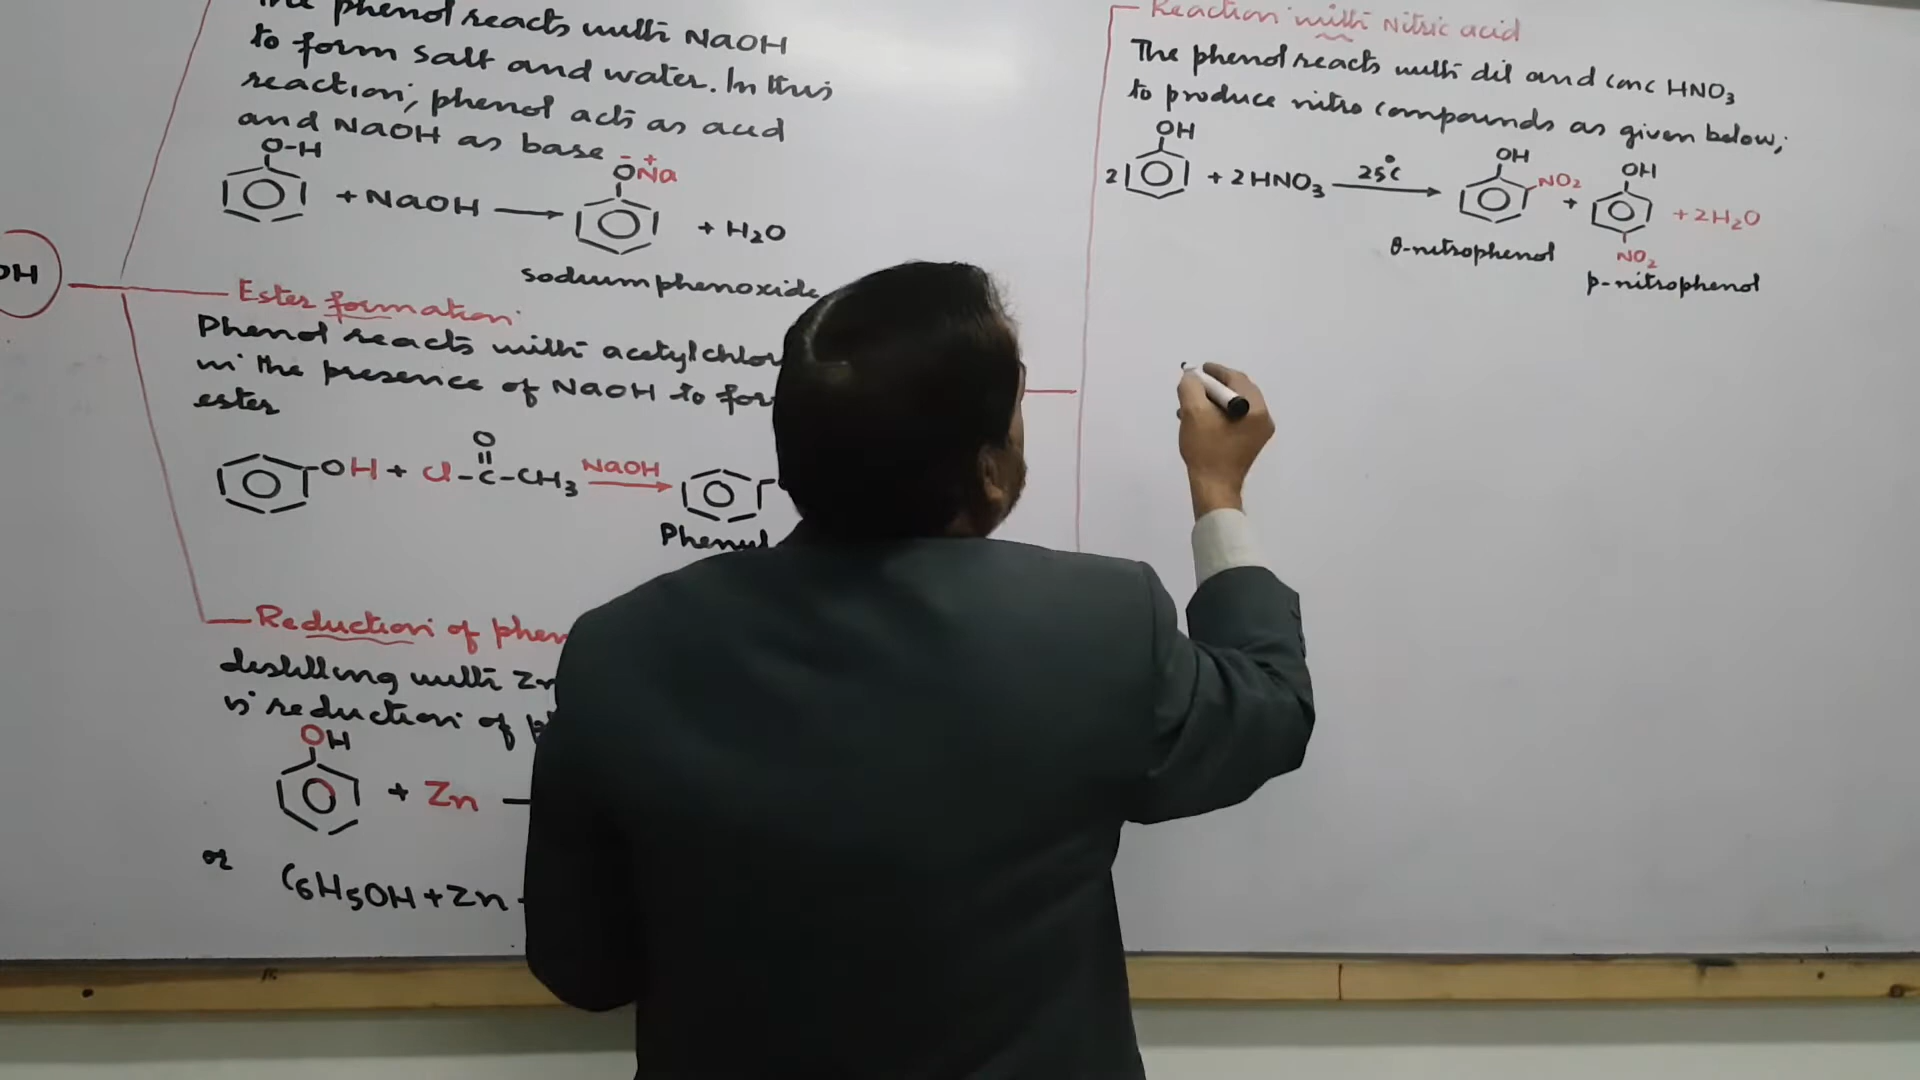 The phenol reacts with NaOH
to form salt and water. In this
reaction, phenol acts as acid
and NaOH as base
O-H
+ NaOH ⟶
O⁻Na⁺
+ H₂O
sodium phenoxide
OH
Ester formation
Phenol reacts with acetyl chlor
in the presence of NaOH to for
ester
OH + Cl-C-CH₃
O
NaOH
Phenyl
Reduction of phen
distilling with Zn
is reduction of p
OH
+ Zn
or
C₆H₅OH + Zn
Reaction with Nitric acid
The phenol reacts with dil and conc HNO₃
to produce nitro compounds as given below;
OH
2
+ 2HNO₃
25°C
OH
NO₂
+
OH
NO₂
+ 2H₂O
o-nitrophenol
p-nitrophenol